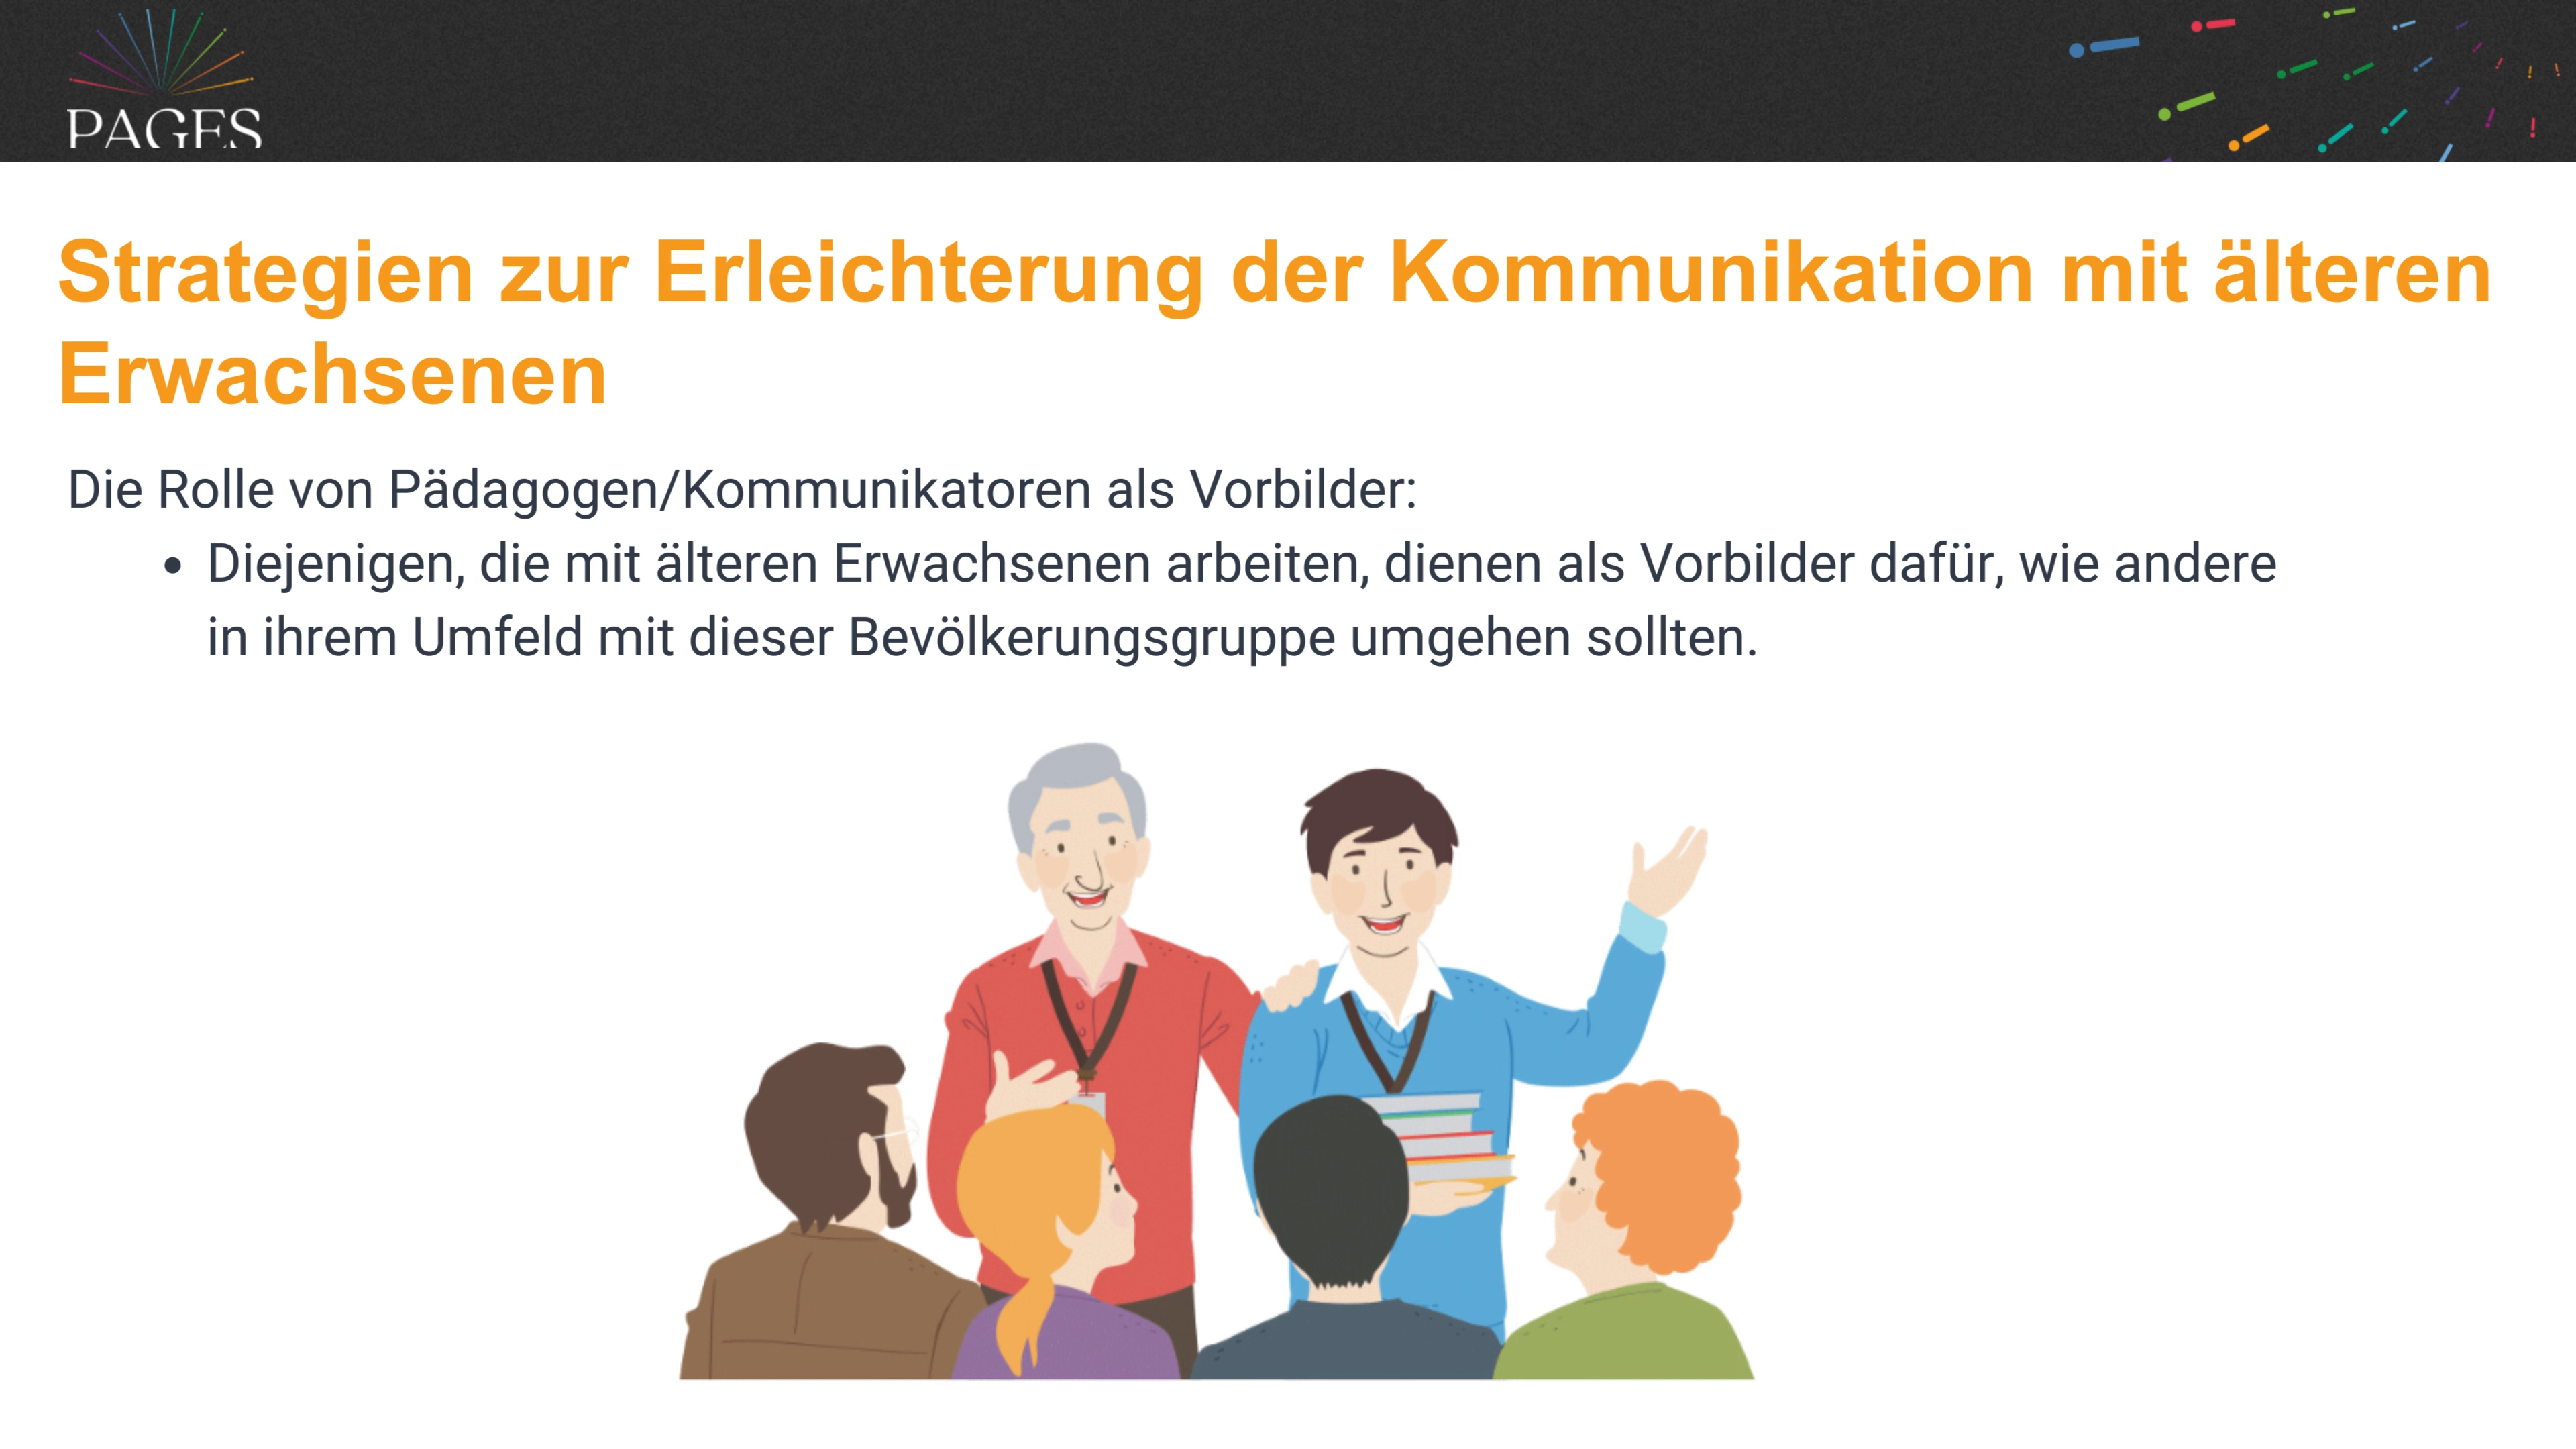 PAGES
Strategien zur Erleichterung der Kommunikation mit älteren
Erwachsenen
Die Rolle von Pädagogen/Kommunikatoren als Vorbilder:
• Diejenigen, die mit älteren Erwachsenen arbeiten, dienen als Vorbilder dafür, wie andere
in ihrem Umfeld mit dieser Bevölkerungsgruppe umgehen sollten.